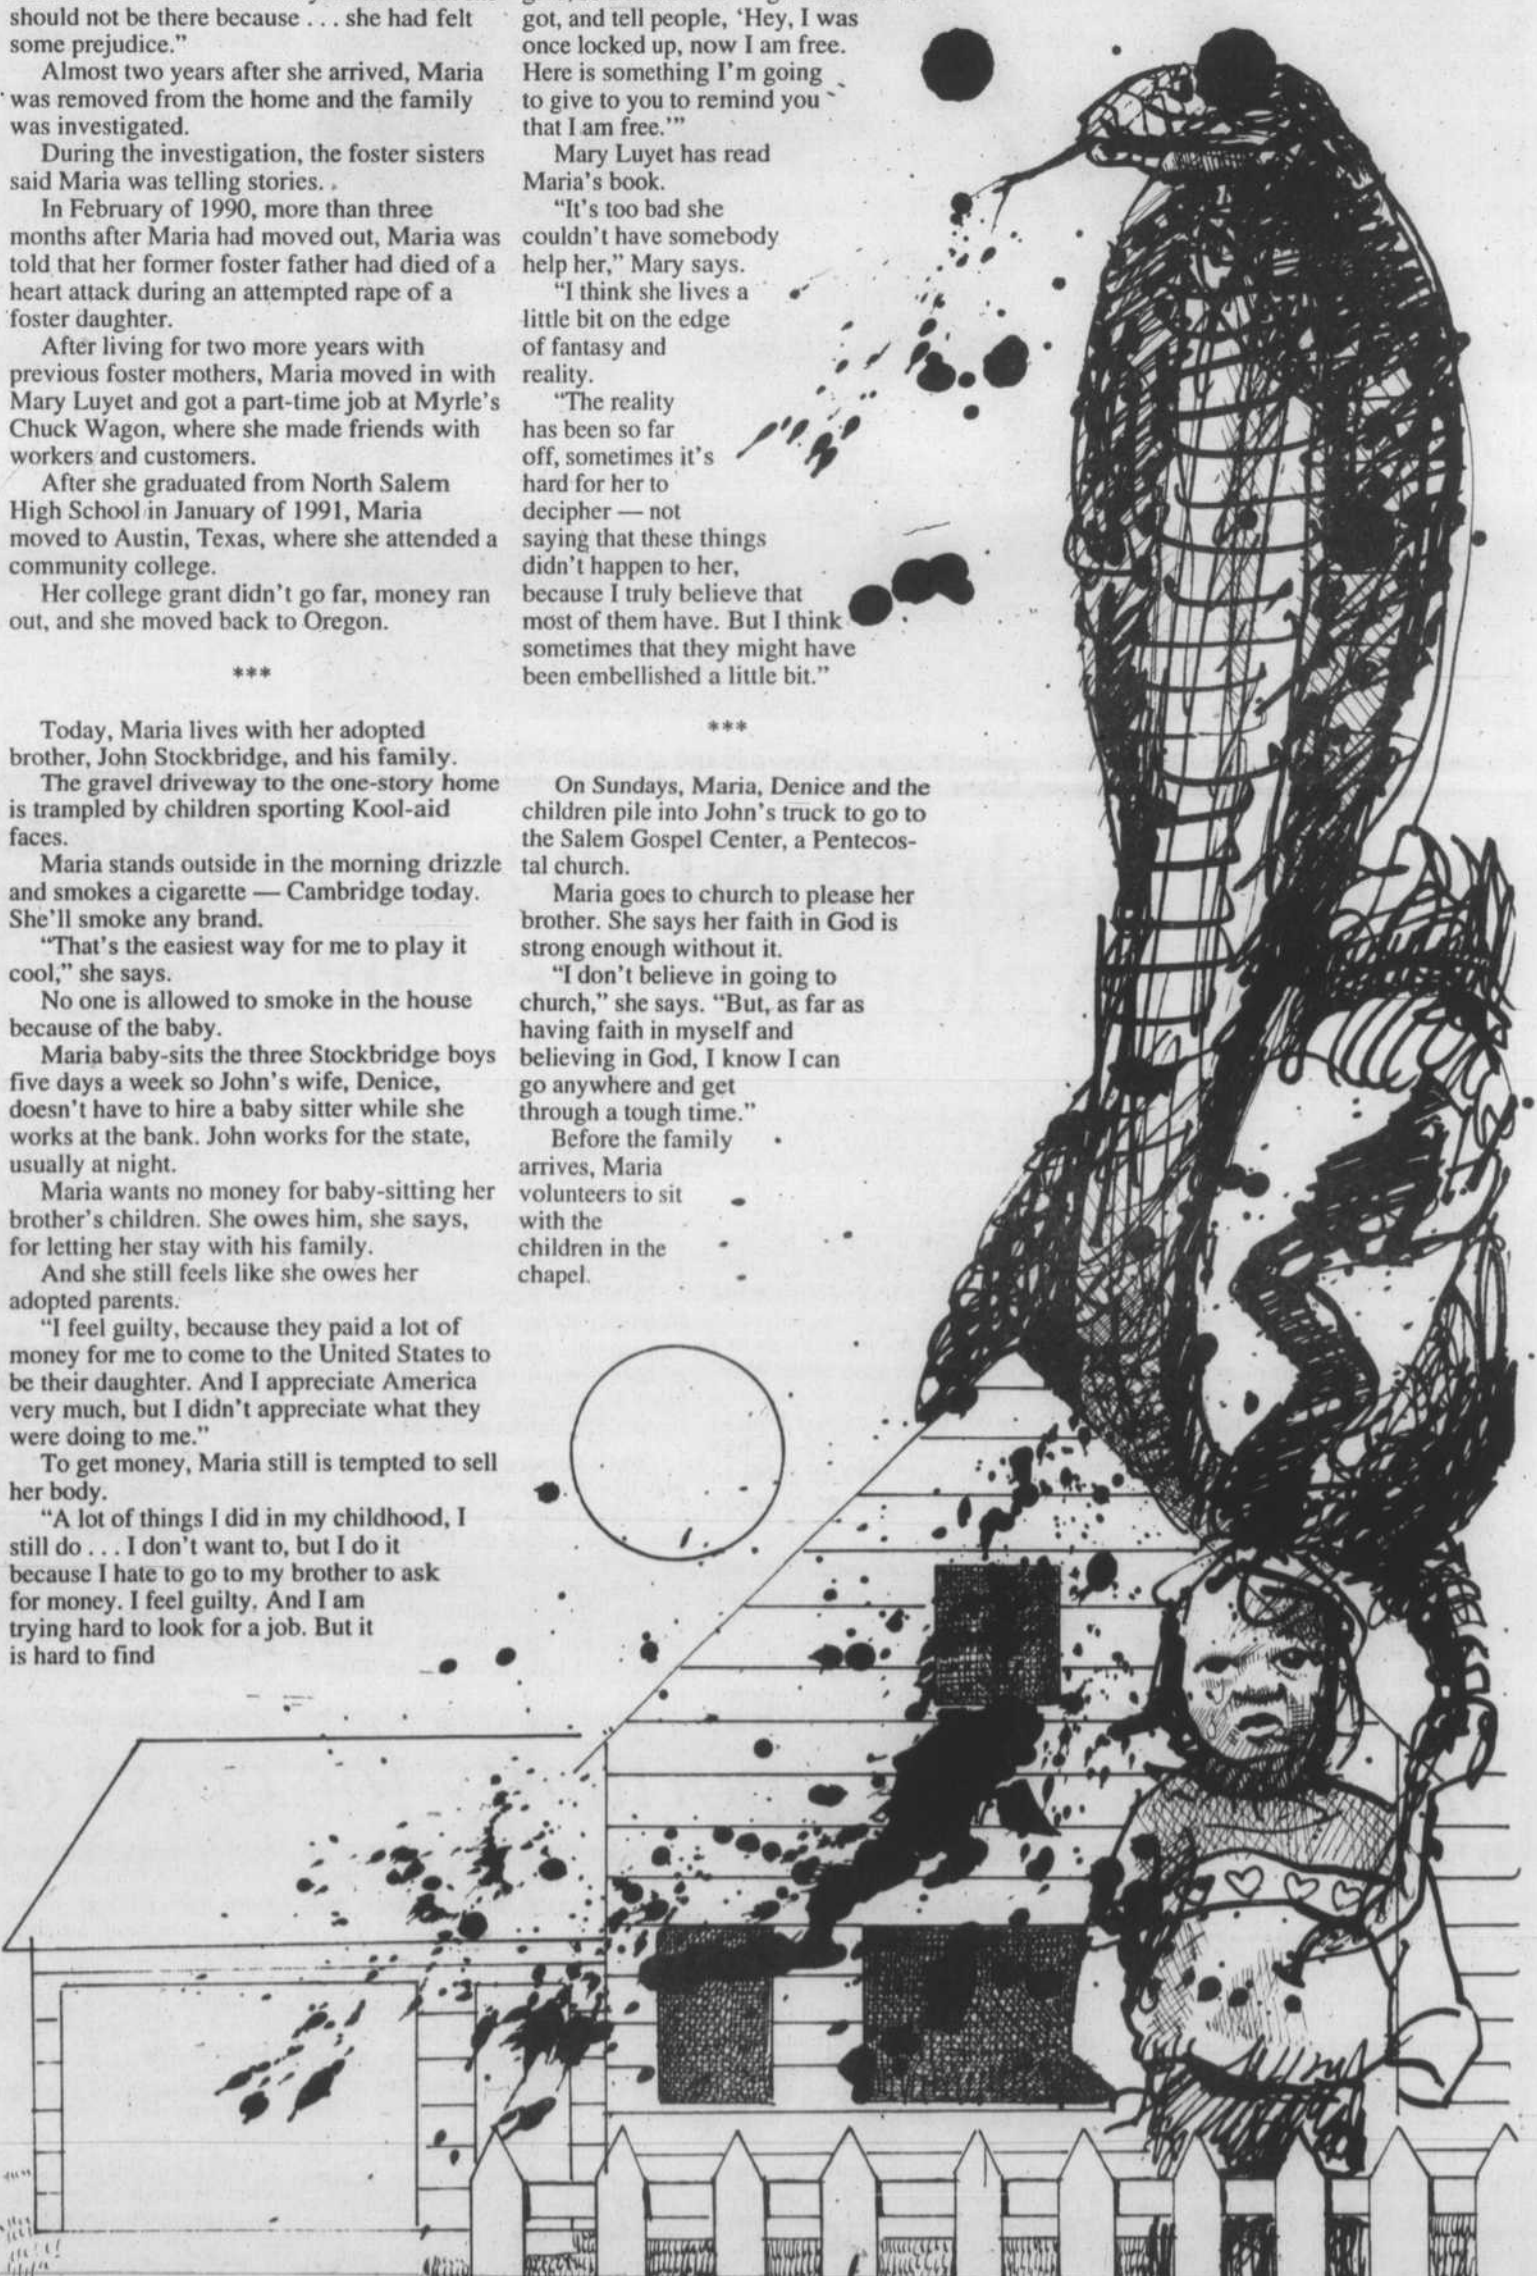 should not be there because . . . she had felt
some prejudice.”
Almost two years after she arrived, Maria
was removed from the home and the family
was investigated.
During the investigation, the foster sisters
said Maria was telling stories.
In February of 1990, more than three
months after Maria had moved out, Maria was
told that her former foster father had died of a
heart attack during an attempted rape of a
foster daughter.
After living for two more years with
previous foster mothers, Maria moved in with
Mary Luyet and got a part-time job at Myrle's
Chuck Wagon, where she made friends with
workers and customers.
After she graduated from North Salem
High School in January of 1991, Maria
moved to Austin, Texas, where she attended a
community college.
Her college grant didn't go far, money ran
out, and she moved back to Oregon.
***
Today, Maria lives with her adopted
brother, John Stockbridge, and his family.
The gravel driveway to the one-story home
is trampled by children sporting Kool-aid
faces.
Maria stands outside in the morning drizzle
and smokes a cigarette — Cambridge today.
She'll smoke any brand.
“That's the easiest way for me to play it
cool,” she says.
No one is allowed to smoke in the house
because of the baby.
Maria baby-sits the three Stockbridge boys
five days a week so John's wife, Denice,
doesn't have to hire a baby sitter while she
works at the bank. John works for the state,
usually at night.
Maria wants no money for baby-sitting her
brother's children. She owes him, she says,
for letting her stay with his family.
And she still feels like she owes her
adopted parents.
“I feel guilty, because they paid a lot of
money for me to come to the United States to
be their daughter. And I appreciate America
very much, but I didn't appreciate what they
were doing to me.”
To get money, Maria still is tempted to sell
her body.
“A lot of things I did in my childhood, I
still do . . . I don't want to, but I do it
because I hate to go to my brother to ask
for money. I feel guilty. And I am
trying hard to look for a job. But it
is hard to find
got, and tell people, ‘Hey, I was
once locked up, now I am free.
Here is something I'm going
to give to you to remind you
that I am free.’”
Mary Luyet has read
Maria's book.
“It's too bad she
couldn't have somebody
help her,” Mary says.
“I think she lives a
little bit on the edge
of fantasy and
reality.
“The reality
has been so far
off, sometimes it's
hard for her to
decipher — not
saying that these things
didn't happen to her,
because I truly believe that
most of them have. But I think
sometimes that they might have
been embellished a little bit.”
***
On Sundays, Maria, Denice and the
children pile into John's truck to go to
the Salem Gospel Center, a Pentecos-
tal church.
Maria goes to church to please her
brother. She says her faith in God is
strong enough without it.
“I don't believe in going to
church,” she says. “But, as far as
having faith in myself and
believing in God, I know I can
go anywhere and get
through a tough time.”
Before the family
arrives, Maria
volunteers to sit
with the
children in the
chapel.